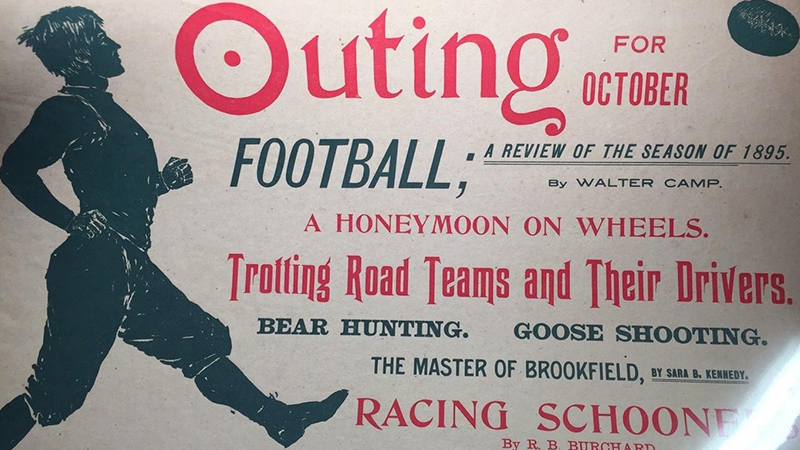 Outing FOR
OCTOBER
FOOTBALL; A REVIEW OF THE SEASON OF 1895.
By WALTER CAMP.
A HONEYMOON ON WHEELS.
Trotting Road Teams and Their Drivers.
BEAR HUNTING. GOOSE SHOOTING.
THE MASTER OF BROOKFIELD, BY SARA B. KENNEDY.
RACING
By R. B. BURCHARD